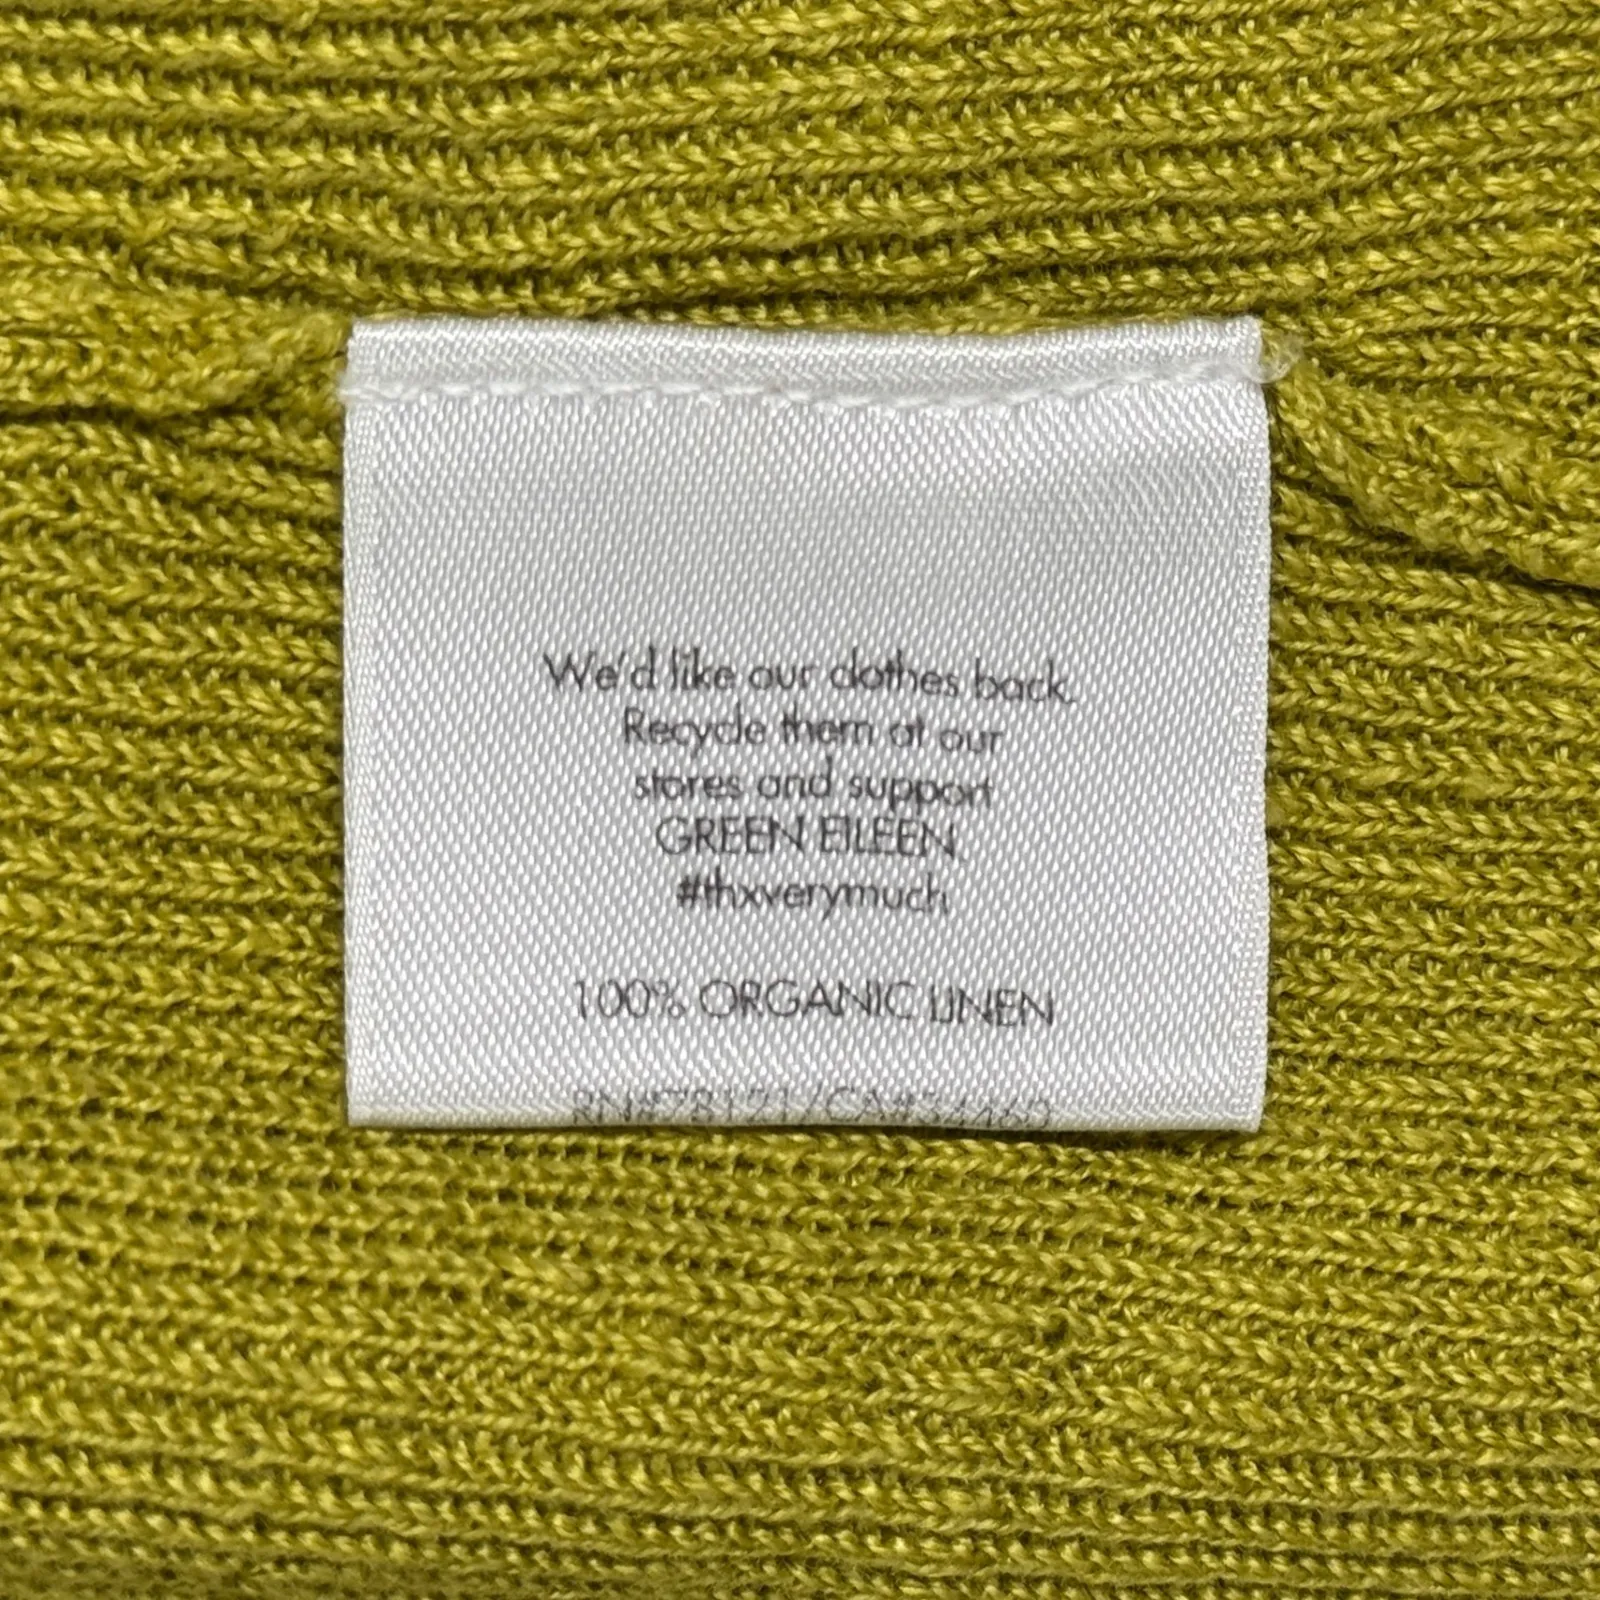 We'd like our clothes back.
Recycle them at our
stores and support
GREEN EILEEN
#thxverymuch
100% ORGANIC LINEN